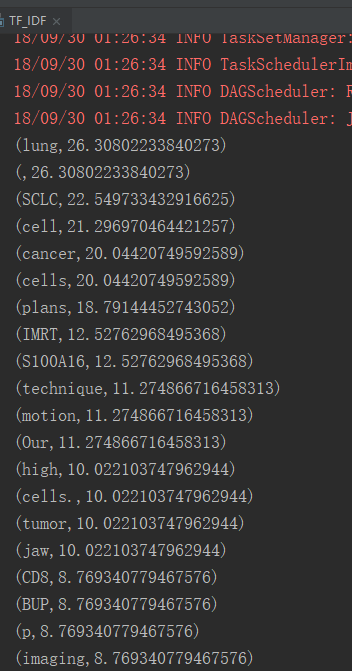 TF_IDF ×
18/09/30 01:26:34 INFO TaskSetManager:
18/09/30 01:26:34 INFO TaskSchedulerIm
18/09/30 01:26:34 INFO DAGScheduler: R
18/09/30 01:26:34 INFO DAGScheduler: J
(lung,26.30802233840273)
(,26.30802233840273)
(SCLC,22.549733432916625)
(cell,21.296970464421257)
(cancer,20.04420749592589)
(cells,20.04420749592589)
(plans,18.79144452743052)
(IMRT,12.52762968495368)
(S100A16,12.52762968495368)
(technique,11.274866716458313)
(motion,11.274866716458313)
(Our,11.274866716458313)
(high,10.022103747962944)
(cells.,10.022103747962944)
(tumor,10.022103747962944)
(jaw,10.022103747962944)
(CD8,8.769340779467576)
(BUP,8.769340779467576)
(p,8.769340779467576)
(imaging,8.769340779467576)